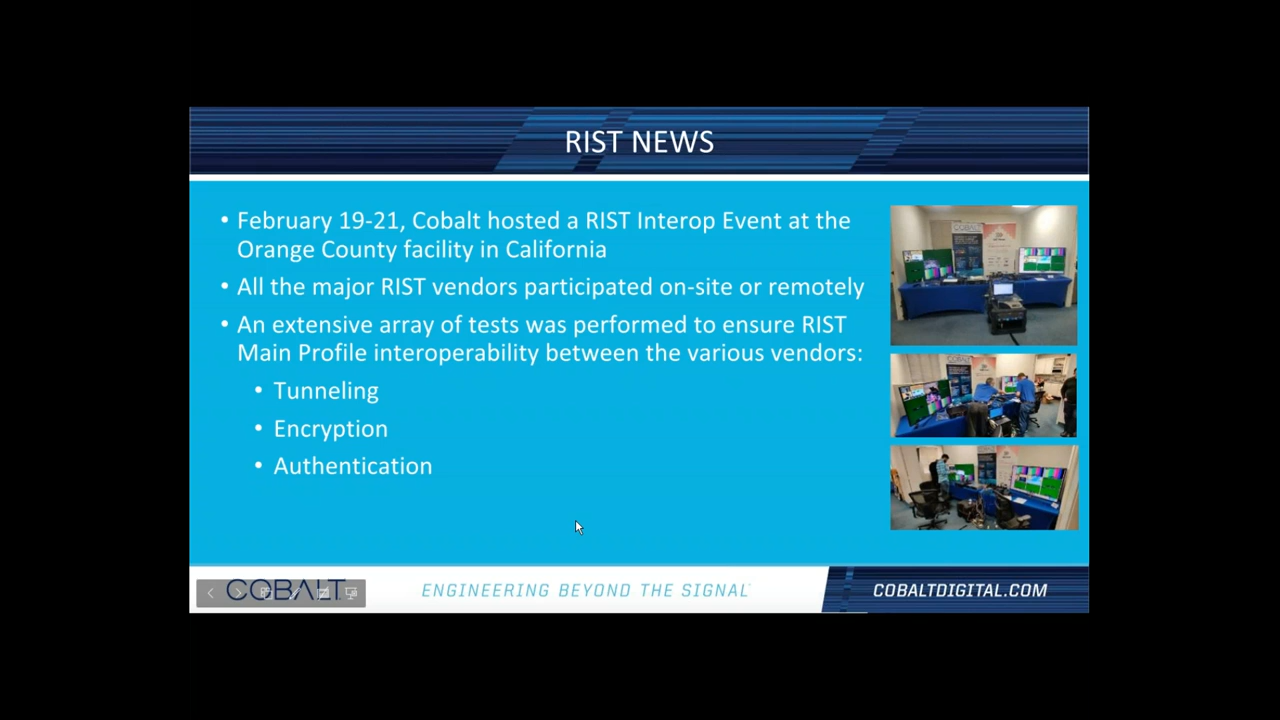 RIST NEWS
• February 19-21, Cobalt hosted a RIST Interop Event at the
Orange County facility in California
• All the major RIST vendors participated on-site or remotely
• An extensive array of tests was performed to ensure RIST
Main Profile interoperability between the various vendors:
• Tunneling
• Encryption
• Authentication
COBALT
COBALT
COBALT
ENGINEERING BEYOND THE SIGNAL
COBALTDIGITAL.COM